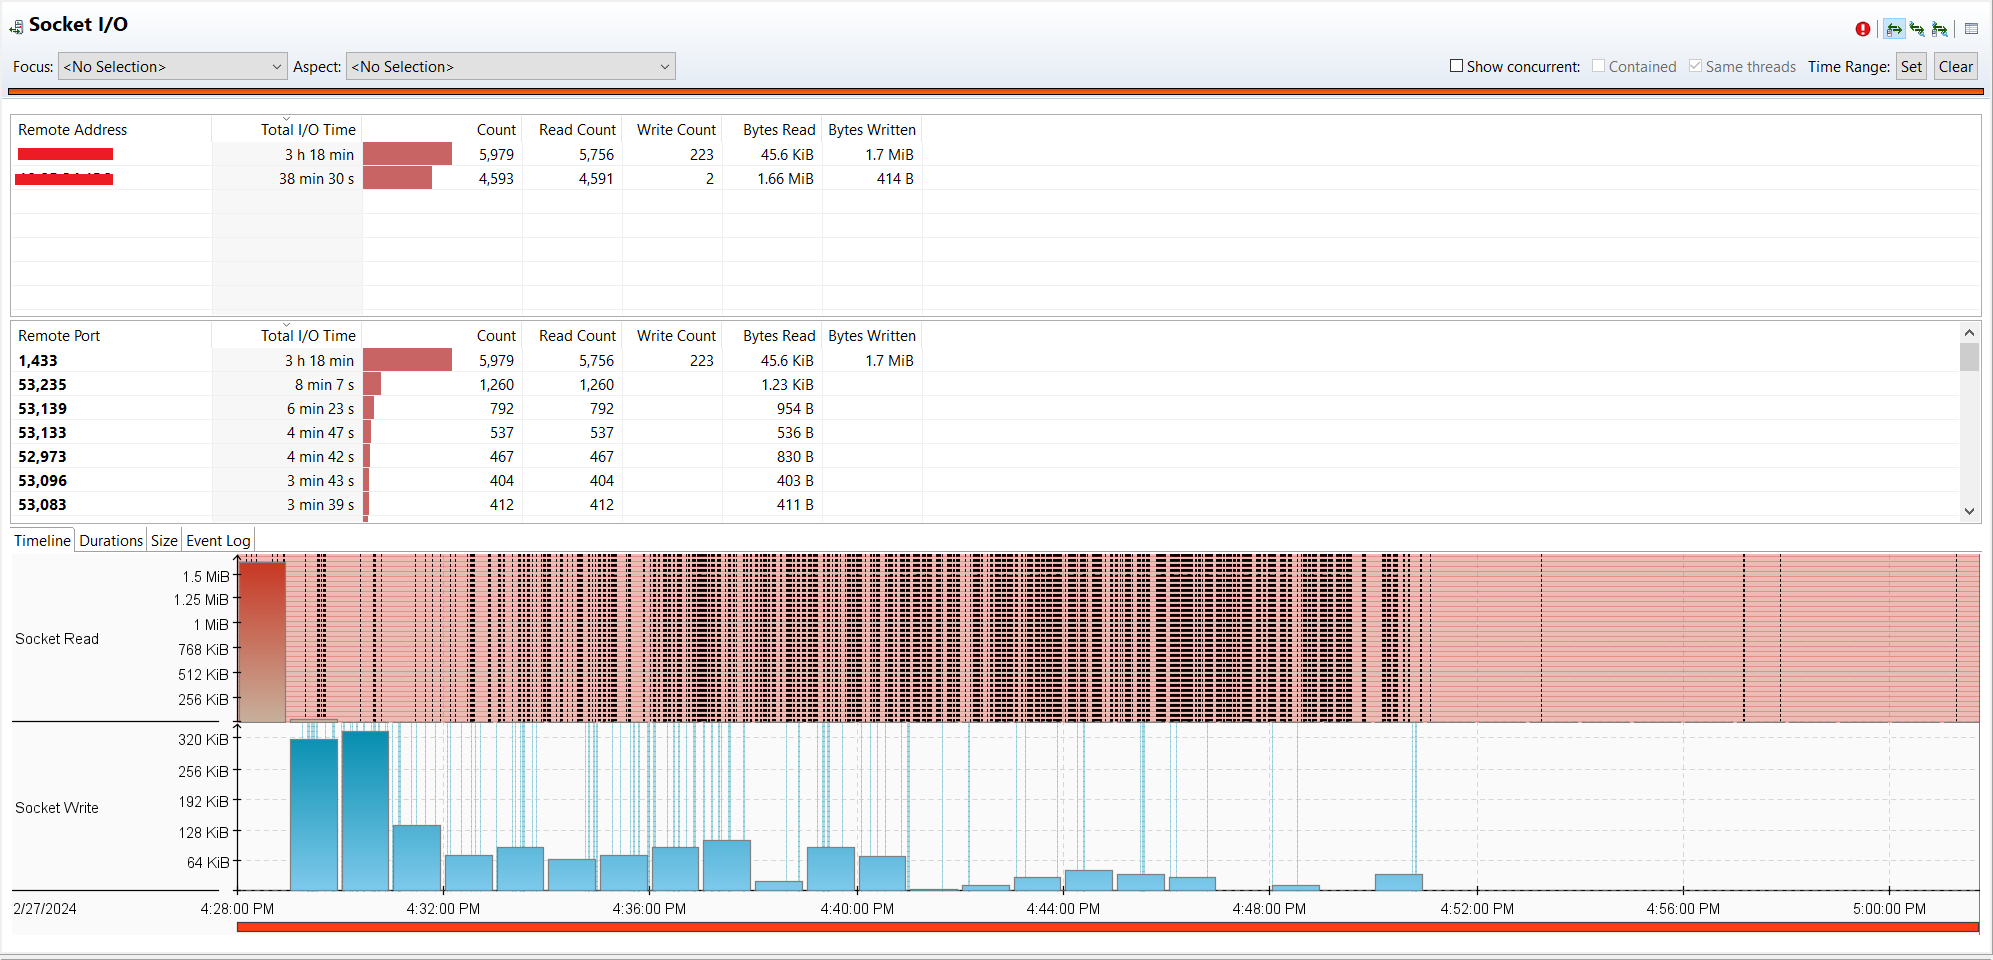 Socket I/O
Focus: <No Selection> Aspect: <No Selection> Show concurrent: Contained Same threads Time Range: Set Clear
Remote Address Total I/O Time Count Read Count Write Count Bytes Read Bytes Written
3 h 18 min 5,979 5,756 223 45.6 KiB 1.7 MiB
38 min 30 s 4,593 4,591 2 1.66 MiB 414 B
Remote Port Total I/O Time Count Read Count Write Count Bytes Read Bytes Written
1,433 3 h 18 min 5,979 5,756 223 45.6 KiB 1.7 MiB
53,235 8 min 7 s 1,260 1,260 1.23 KiB
53,139 6 min 23 s 792 792 954 B
53,133 4 min 47 s 537 537 536 B
52,973 4 min 42 s 467 467 830 B
53,096 3 min 43 s 404 404 403 B
53,083 3 min 39 s 412 412 411 B
Timeline Durations Size Event Log
1.5 MiB
1.25 MiB
1 MiB
Socket Read
768 KiB
512 KiB
256 KiB
320 KiB
256 KiB
192 KiB
Socket Write
128 KiB
64 KiB
2/27/2024 4:28:00 PM 4:32:00 PM 4:36:00 PM 4:40:00 PM 4:44:00 PM 4:48:00 PM 4:52:00 PM 4:56:00 PM 5:00:00 PM